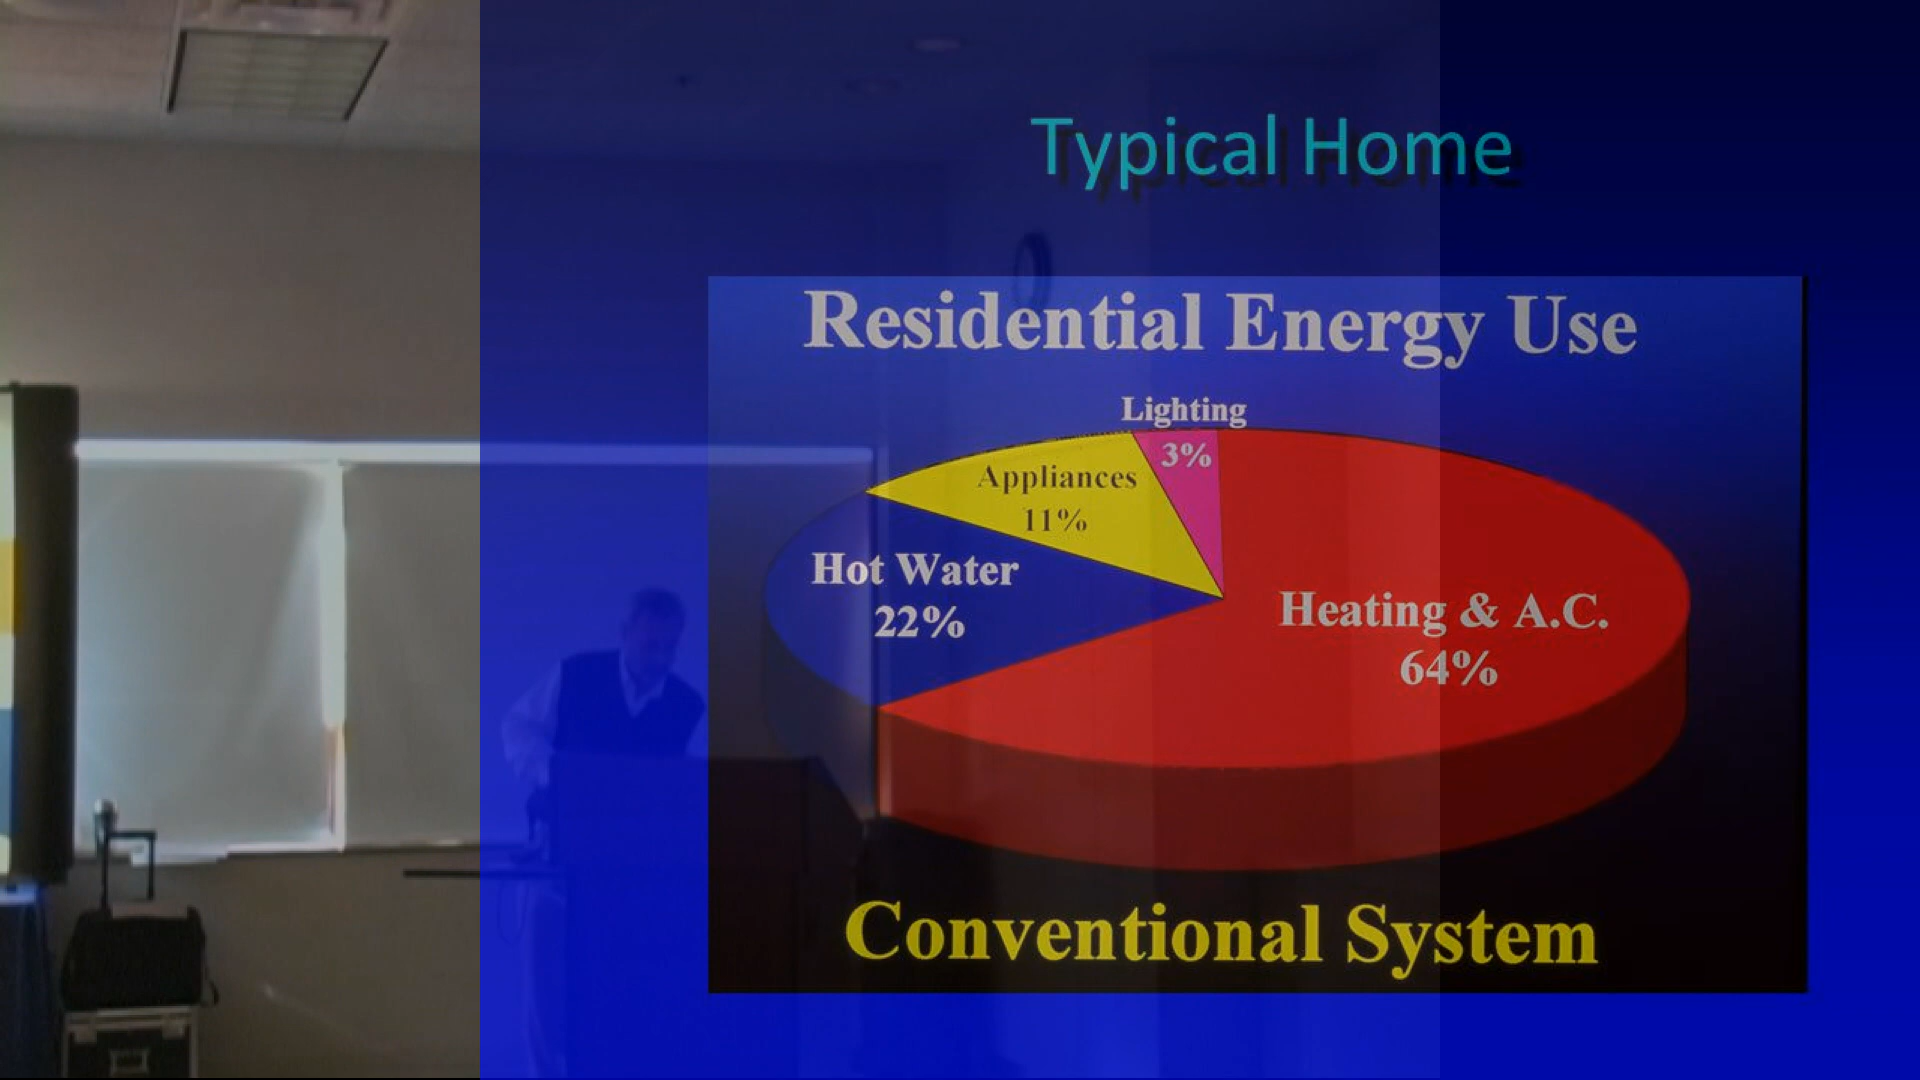 Typical Home
Residential Energy Use
Lighting
3%
Appliances
11%
Hot Water
22%
Heating & A.C.
64%
Conventional System